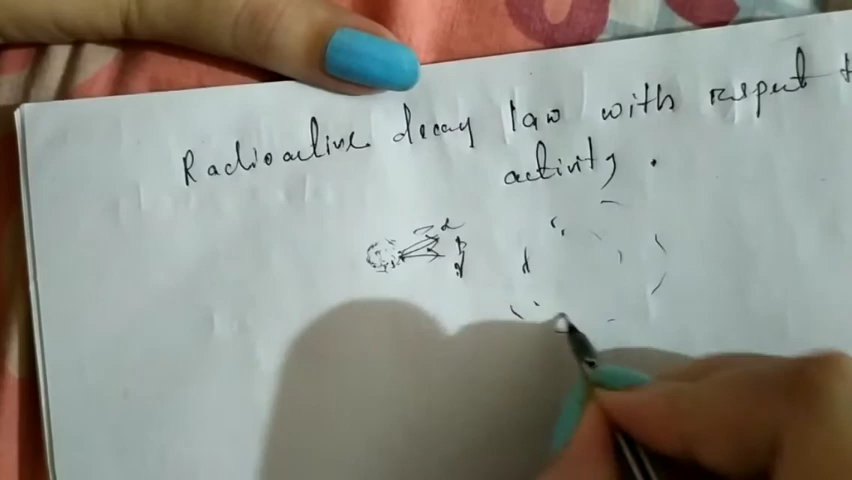 Radioactive decay law with respect t
activity.
α
β
γ